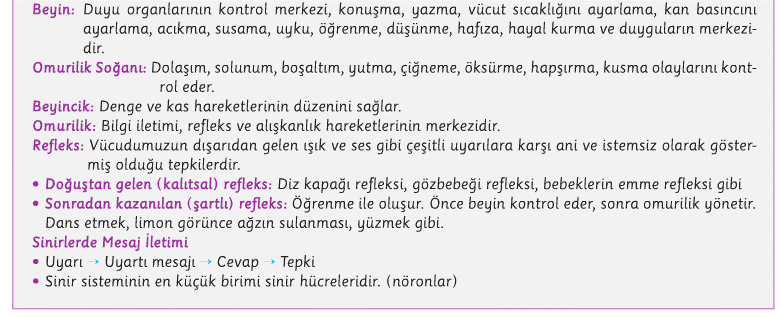 Beyin: Duyu organlarının kontrol merkezi, konuşma, yazma, vücut sıcaklığını ayarlama, kan basıncını
ayarlama, acıkma, susama, uyku, öğrenme, düşünme, hafıza, hayal kurma ve duyguların merkezi-
dir.
Omurilik Soğanı: Dolaşım, solunum, boşaltım, yutma, çiğneme, öksürme, hapşırma, kusma olaylarını kont-
rol eder.
Beyincik: Denge ve kas hareketlerinin düzenini sağlar.
Omurilik: Bilgi iletimi, refleks ve alışkanlık hareketlerinin merkezidir.
Refleks: Vücudumuzun dışarıdan gelen ışık ve ses gibi çeşitli uyarılara karşı ani ve istemsiz olarak göster-
miş olduğu tepkilerdir.
• Doğuştan gelen (kalıtsal) refleks: Diz kapağı refleksi, gözbebeği refleksi, bebeklerin emme refleksi gibi
• Sonradan kazanılan (şartlı) refleks: Öğrenme ile oluşur. Önce beyin kontrol eder, sonra omurilik yönetir.
Dans etmek, limon görünce ağzın sulanması, yüzmek gibi.
Sinirlerde Mesaj İletimi
• Uyarı → Uyartı mesajı → Cevap → Tepki
• Sinir sisteminin en küçük birimi sinir hücreleridir. (nöronlar)